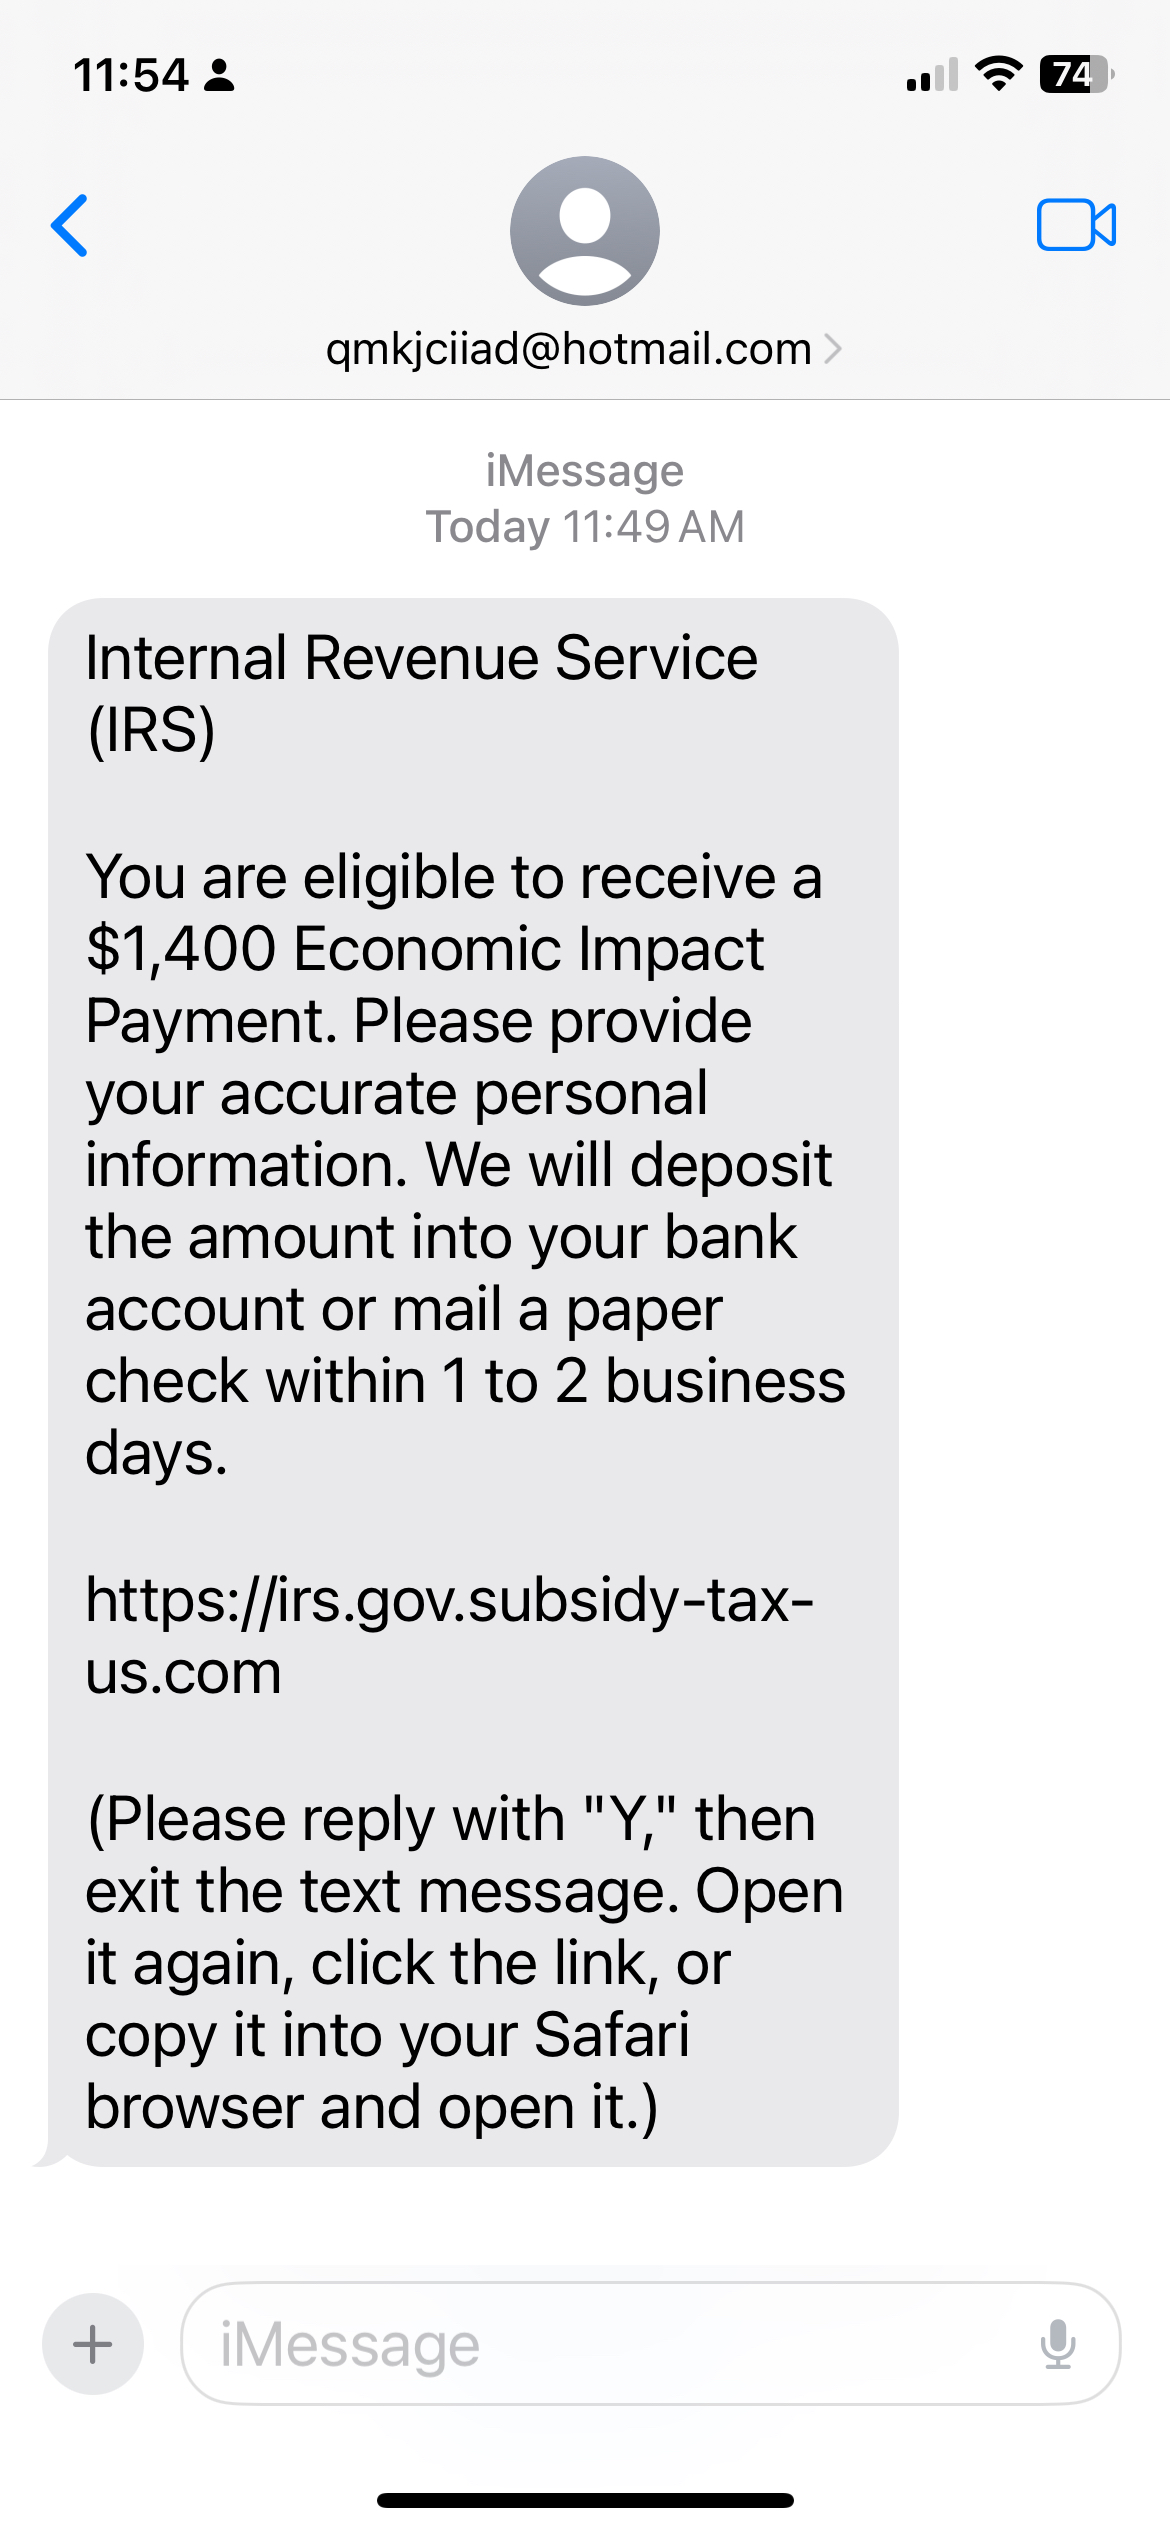 11:54
74
qmkjciiad@hotmail.com
iMessage
Today 11:49 AM
Internal Revenue Service
(IRS)
You are eligible to receive a
$1,400 Economic Impact
Payment. Please provide
your accurate personal
information. We will deposit
the amount into your bank
account or mail a paper
check within 1 to 2 business
days.
https://irs.gov.subsidy-tax-
us.com
(Please reply with "Y," then
exit the text message. Open
it again, click the link, or
copy it into your Safari
browser and open it.)
iMessage